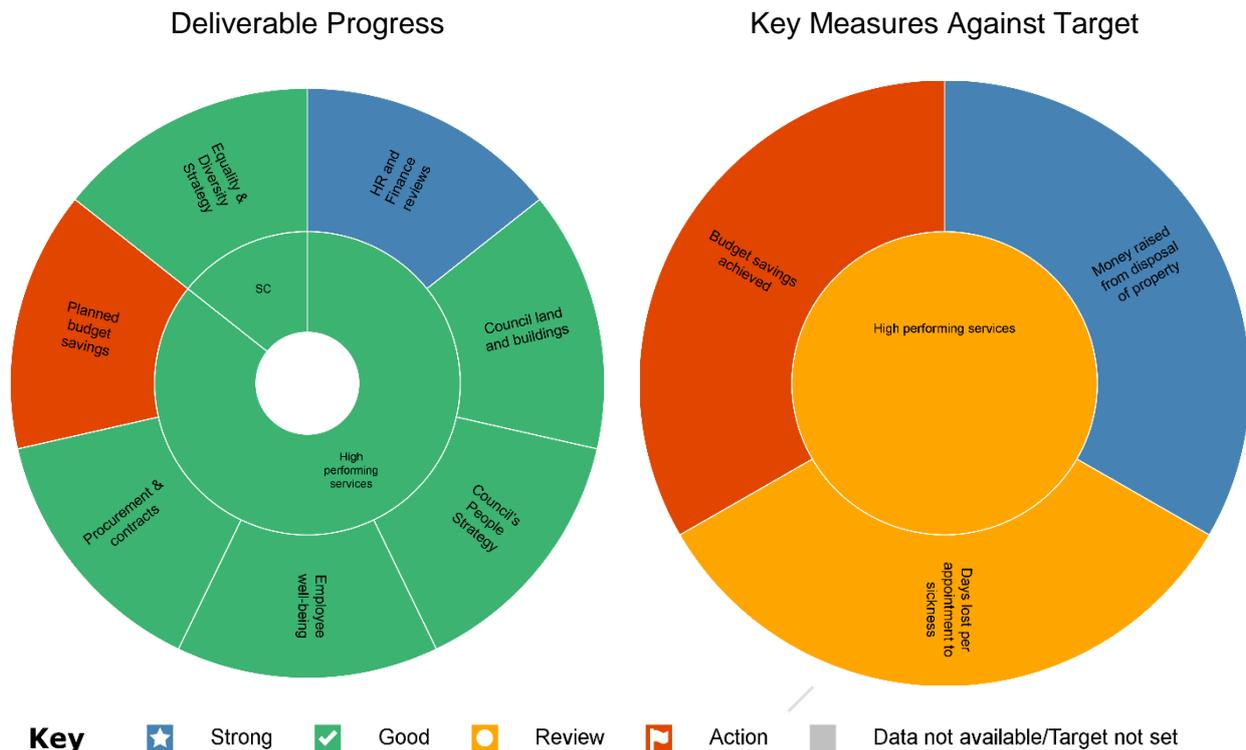 Deliverable Progress
Key Measures Against Target
Equality &
Diversity
Strategy
HR and
Finance
reviews
SC
Planned
budget
savings
Council land
and buildings
High
performing
services
Procurement &
contracts
Council's
People
Strategy
Employee
well-being
Budget savings
achieved
Money raised
from disposal
of property
High performing services
Days lost per
appointment to
sickness
Key Strong Good Review Action Data not available/Target not set